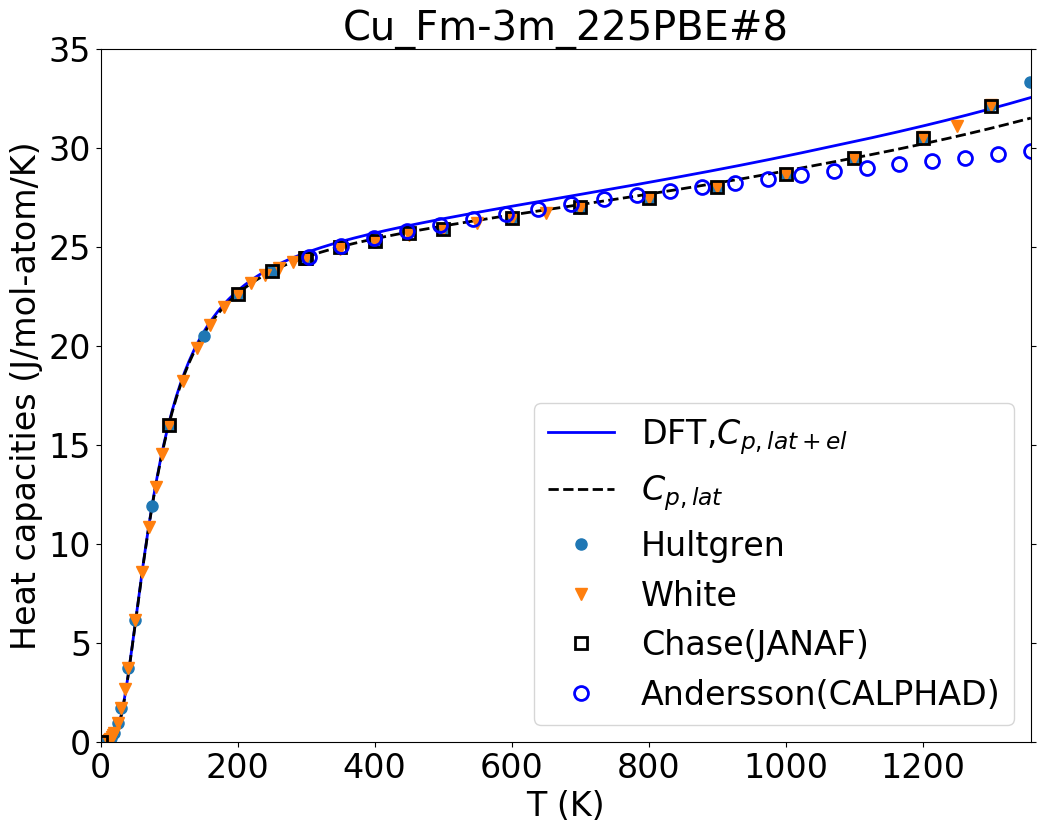 Cu_Fm-3m_225PBE#8
Heat capacities (J/mol-atom/K)
35
30
25
20
15
10
5
0
DFT,C_{p, lat+el}
C_{p, lat}
Hultgren
White
Chase(JANAF)
Andersson(CALPHAD)
0 200 400 600 800 1000 1200
T (K)